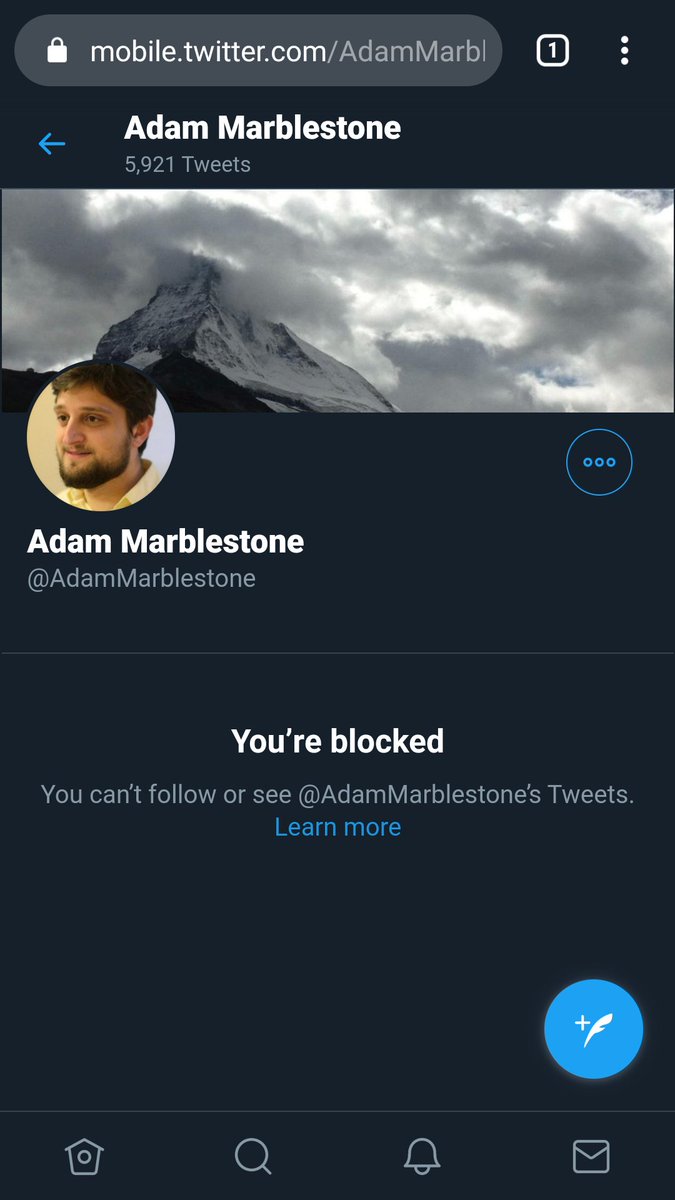 mobile.twitter.com/AdamMarbl
1
Adam Marblestone
5,921 Tweets
Adam Marblestone
@AdamMarblestone
You’re blocked
You can’t follow or see @AdamMarblestone’s Tweets.
Learn more